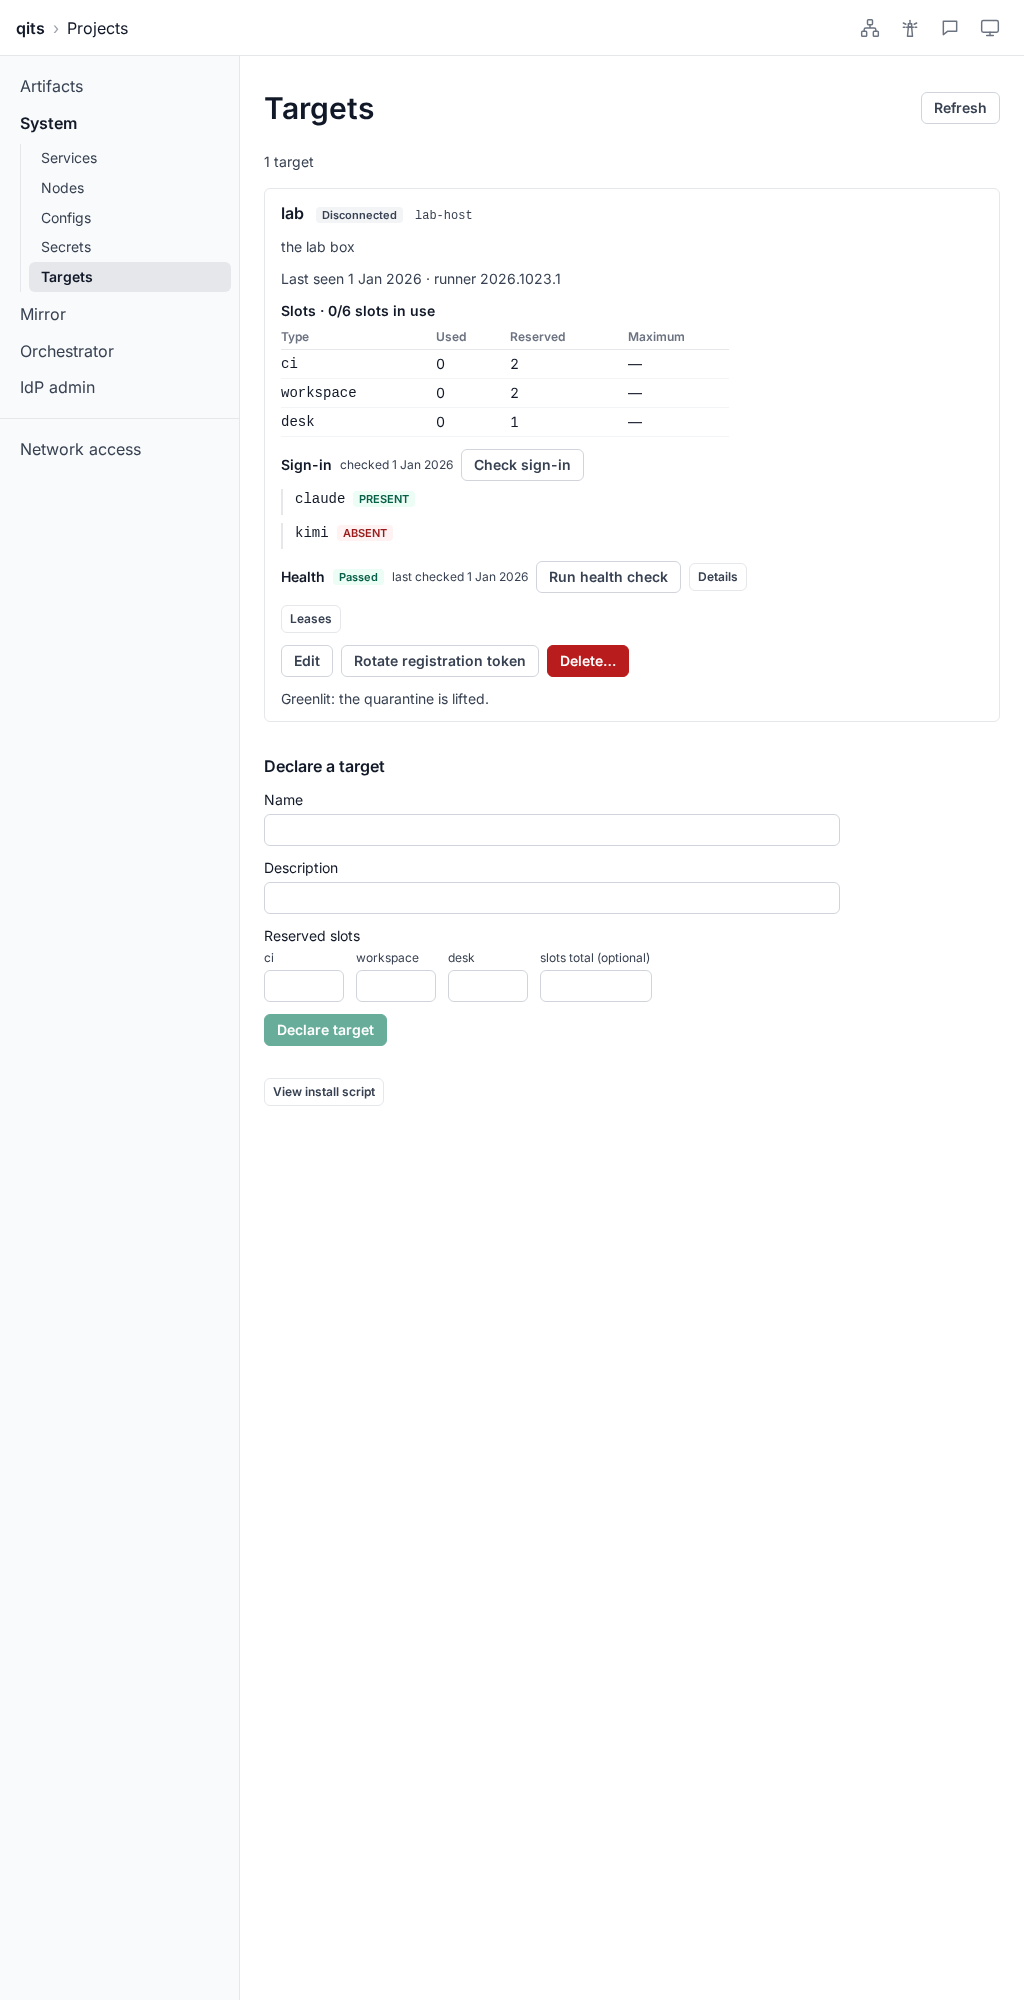 qits › Projects
Artifacts
System
Services
Nodes
Configs
Secrets
Targets
Mirror
Orchestrator
IdP admin
Network access
Targets
Refresh
1 target
lab Disconnected lab-host
the lab box
Last seen 1 Jan 2026 · runner 2026.1023.1
Slots · 0/6 slots in use
Type Used Reserved Maximum
ci 0 2 —
workspace 0 2 —
desk 0 1 —
Sign-in checked 1 Jan 2026 Check sign-in
claude PRESENT
kimi ABSENT
Health Passed last checked 1 Jan 2026 Run health check Details
Leases
Edit Rotate registration token Delete…
Greenlit: the quarantine is lifted.
Declare a target
Name
Description
Reserved slots
ci workspace desk slots total (optional)
Declare target
View install script